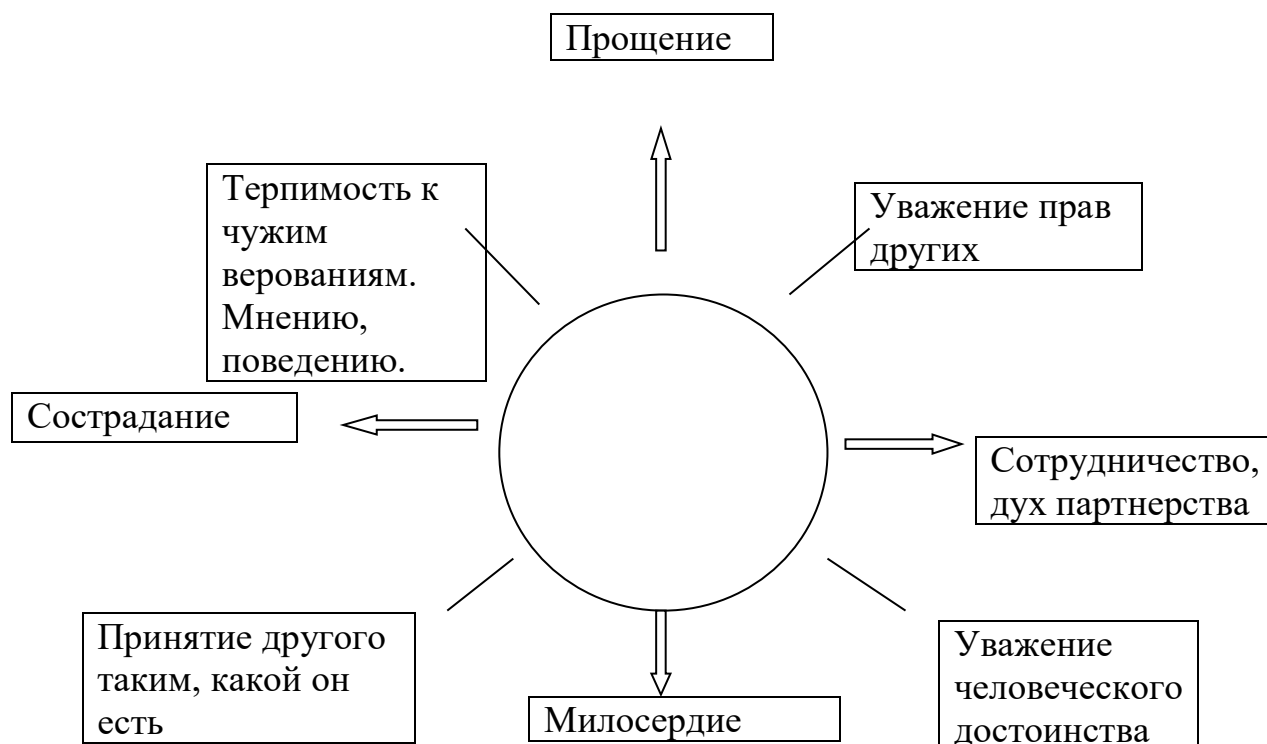 Прощение
Терпимость к
чужим
верованиям.
Мнению,
поведению.
Уважение прав
других
Сострадание
Сотрудничество,
дух партнерства
Принятие другого
таким, какой он
есть
Милосердие
Уважение
человеческого
достоинства